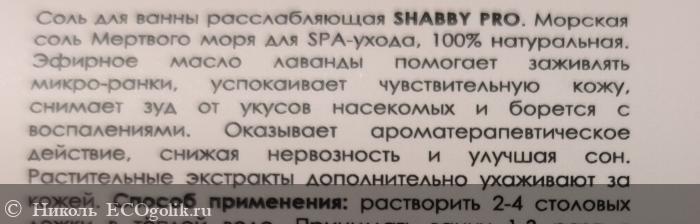 Соль для ванны расслабляющая SHABBY PRO. Морская
соль Мертвого моря для SPA-ухода, 100% натуральная.
Эфирное масло лаванды помогает заживлять
микро-ранки, успокаивает чувствительную кожу,
снимает зуд от укусов насекомых и борется с
воспалениями. Оказывает ароматерапевтическое
действие, снижая нервозность и улучшая сон.
Растительные экстракты дополнительно ухаживают за
кожей. Способ применения: растворить 2-4 столовых
Николь ECOgolik.ru